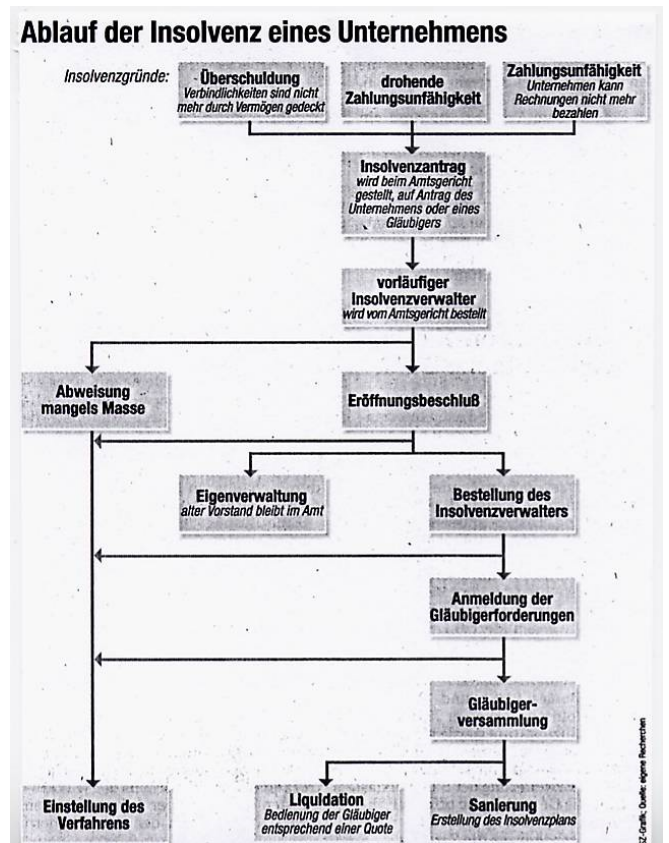 Ablauf der Insolvenz eines Unternehmens
Insolvenzgründe:
Überschuldung
Verbindlichkeiten sind nicht
mehr durch Vermögen gedeckt
drohende
Zahlungsunfähigkeit
Zahlungsunfähigkeit
Unternehmen kann
Rechnungen nicht mehr
bezahlen
Insolvenzantrag
wird beim Amtsgericht
gestellt, auf Antrag des
Unternehmens oder eines
Gläubigers
vorläufiger
Insolvenzverwalter
wird vom Amtsgericht bestellt
Abweisung
mangels Masse
Eröffnungsbeschluß
Eigenverwaltung
alter Vorstand bleibt im Amt
Bestellung des
Insolvenzverwalters
Anmeldung der
Gläubigerforderungen
Gläubiger-
versammlung
Einstellung des
Verfahrens
Liquidation
Bedienung der Gläubiger
entsprechend einer Quote
Sanierung
Erstellung des Insolvenzplans
SZ-Grafik; Quelle: eigene Recherchen